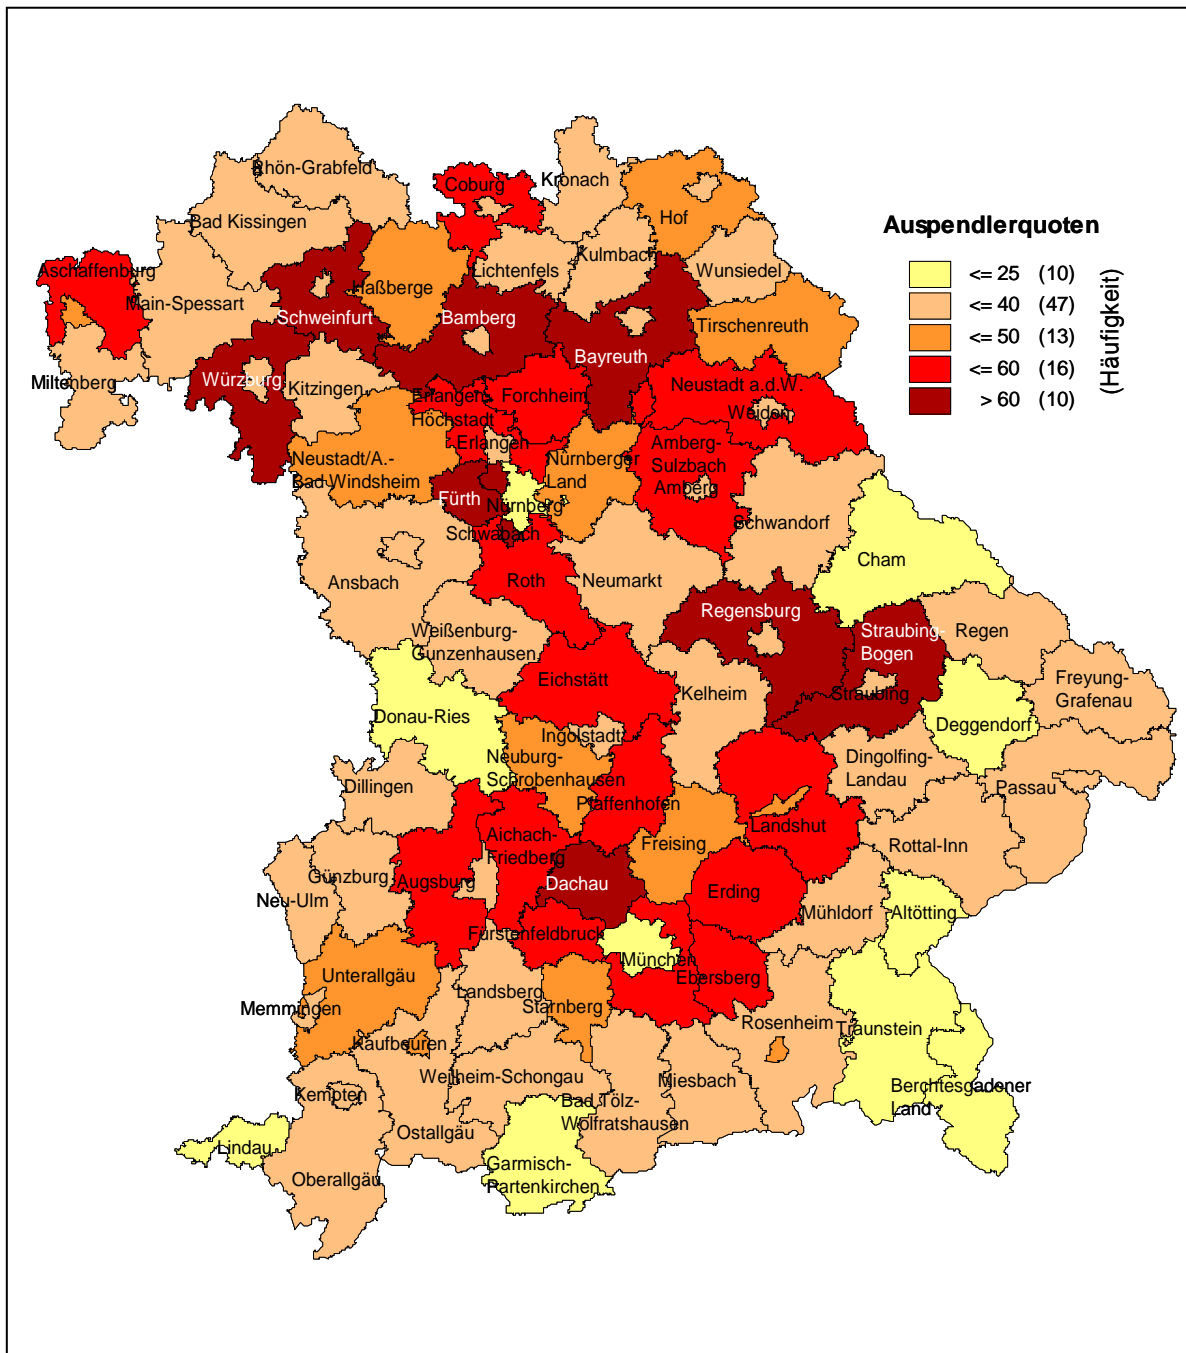 Rhön-Grabfeld
Kronach
Coburg
Hof
Bad Kissingen
Auspendlerquoten
Kulmbach
Lichtenfels
Wunsiedel
Aschaffenburg
<= 25 (10)
Haßberge
Main-Spessart
<= 40 (47)
Schweinfurt
Bamberg
Tirschenreuth
<= 50 (13)
Bayreuth
<= 60 (16)
> 60 (10)
(Häufigkeit)
Miltenberg
Würzburg
Kitzingen
Neustadt a.d.W.
Erlangen-
Höchstadt
Forchheim
Weiden
Erlangen
Amberg-
Sulzbach
Amberg
Neustadt/A.-
Bad Windsheim
Nürnberger
Land
Fürth
Nürnberg
Schwabach
Schwandorf
Cham
Ansbach
Roth
Neumarkt
Regensburg
Weißenburg-
Gunzenhausen
Straubing-
Bogen
Regen
Eichstätt
Kelheim
Straubing
Freyung-
Grafenau
Donau-Ries
Deggendorf
Ingolstadt
Neuburg-
Schrobenhausen
Dingolfing-
Landau
Dillingen
Passau
Pfaffenhofen
Landshut
Aichach-
Friedberg
Freising
Rottal-Inn
Günzburg
Augsburg
Dachau
Erding
Neu-Ulm
Mühldorf
Altötting
Fürstenfeldbruck
München
Unterallgäu
Ebersberg
Landsberg
Memmingen
Starnberg
Rosenheim
Traunstein
Kaufbeuren
Weilheim-Schongau
Miesbach
Kempten
Berchtesgadener
Land
Bad Tölz-
Wolfratshausen
Ostallgäu
Lindau
Garmisch-
Partenkirchen
Oberallgäu